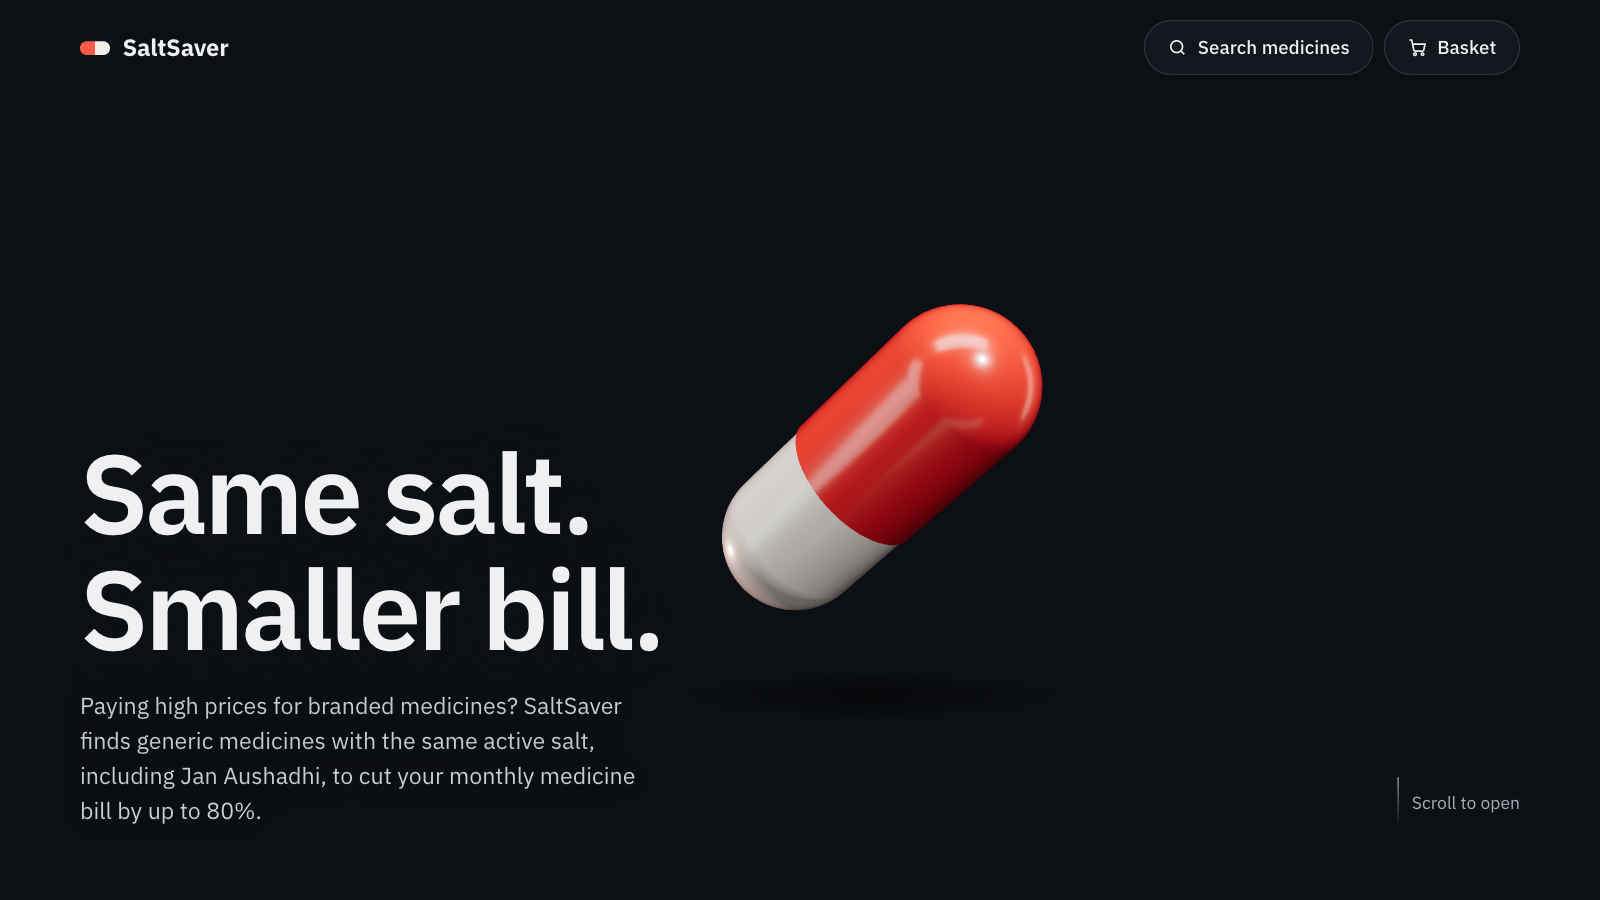 SaltSaver
Search medicines
Basket
Same salt.
Smaller bill.
Paying high prices for branded medicines? SaltSaver
finds generic medicines with the same active salt,
including Jan Aushadhi, to cut your monthly medicine
bill by up to 80%.
Scroll to open